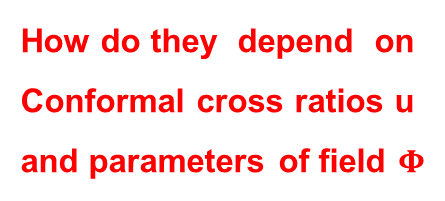 How do they depend on
Conformal cross ratios u
and parameters of field Φ